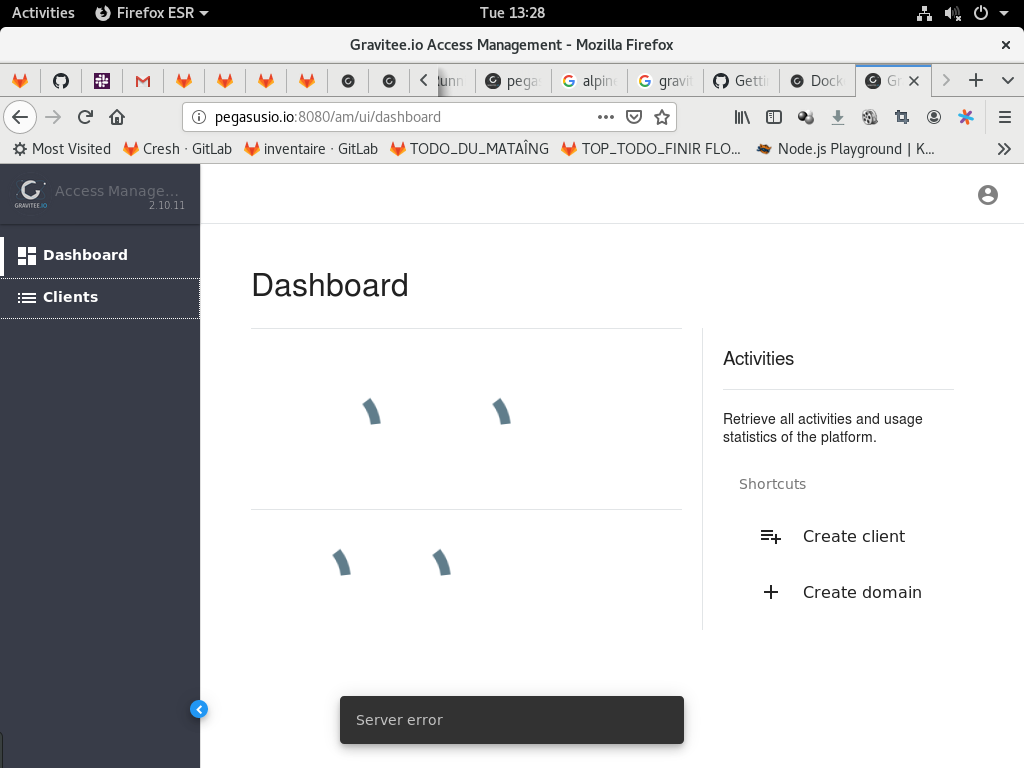 Activities Firefox ESR Tue 13:28
Gravitee.io Access Management - Mozilla Firefox
pega alpin gravi Getti Dock Gr
pegasusio.io:8080/am/ui/dashboard
Most Visited Cresh · GitLab inventaire · GitLab TODO_DU_MATAÎNG TOP_TODO_FINIR FLO... Node.js Playground | K...
GRAVITEE.IO Access Manage...
2.10.11
Dashboard
Clients
Dashboard
Activities
Retrieve all activities and usage
statistics of the platform.
Shortcuts
Create client
Create domain
Server error